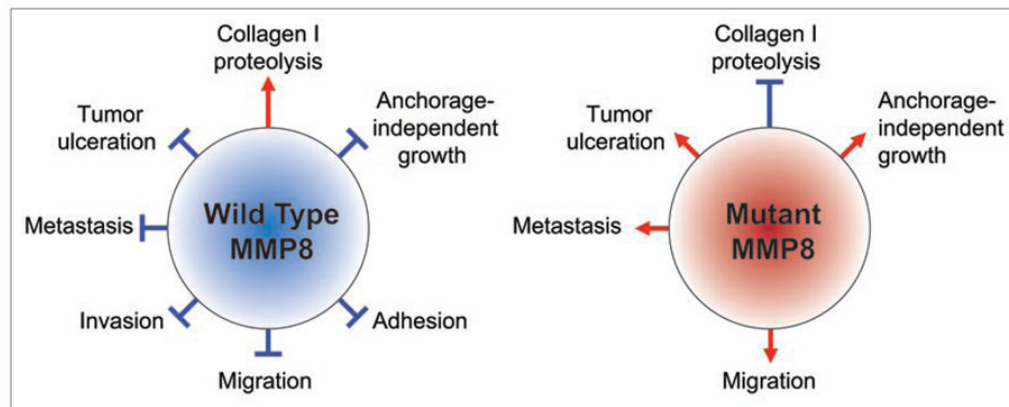 Collagen I
proteolysis
Tumor
ulceration
Anchorage-
independent
growth
Wild Type
MMP8
Metastasis
Invasion
Adhesion
Migration
Collagen I
proteolysis
Tumor
ulceration
Anchorage-
independent
growth
Mutant
MMP8
Metastasis
Migration